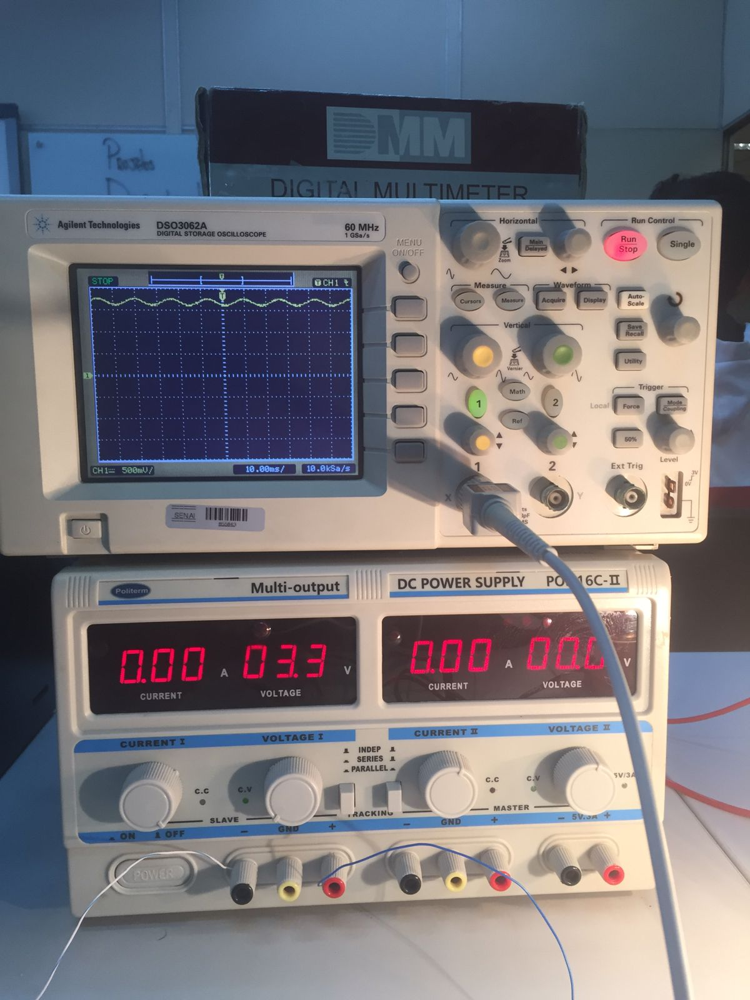 Projetos
DMM
DIGITAL MULTIMETER
Agilent Technologies
DSO3062A
DIGITAL STORAGE OSCILLOSCOPE
60 MHz
1 GSa/s
MENU
ON/OFF
STOP
T
T CH1
T
1
CH1 500mV/
10.00ms/
10.0kSa/s
SENAI
Horizontal
Main
Delayed
Zoom
Run Control
Run
Stop
Single
Measure
Cursors
Measure
Waveform
Acquire
Display
Auto-
Scale
Save
Recall
Utility
Vertical
Vernier
Math
1
2
Ref
Trigger
Local
Force
Mode
Coupling
50%
Level
1
2
X
Y
Ext Trig
3V
0V
Politerm
Multi-output
DC POWER SUPPLY
16C-II
0.00 A
03.3 V
0.00 A
V
CURRENT
VOLTAGE
CURRENT
VOLTAGE
CURRENT I
VOLTAGE I
CURRENT II
VOLTAGE II
INDEP
SERIES
PARALLEL
C.C
C.V
C.C
C.V
5V/3A
SLAVE
TRACKING
MASTER
ON
OFF
-
GND
+
-
GND
+
- 5V.3A +
POWER